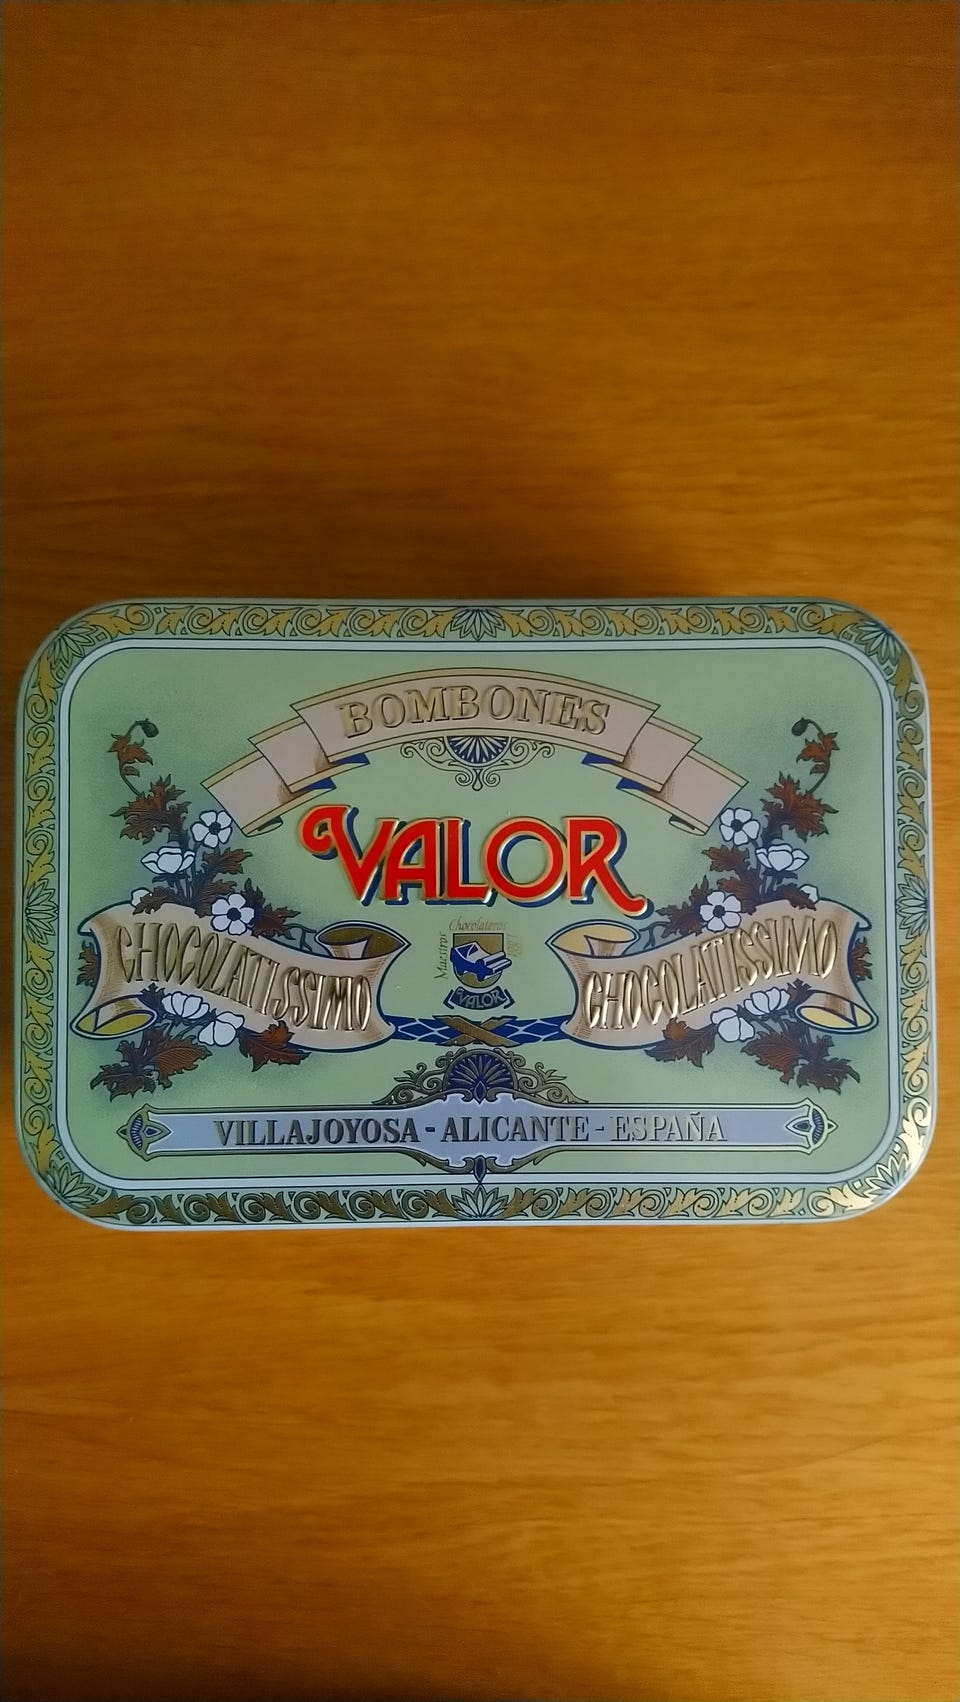 BOMBONES
VALOR
CHOCOLATISSIMO
Maestros Chocolateros
VALOR
CHOCOLATISSIMO
VILLAJOYOSA - ALICANTE - ESPAÑA